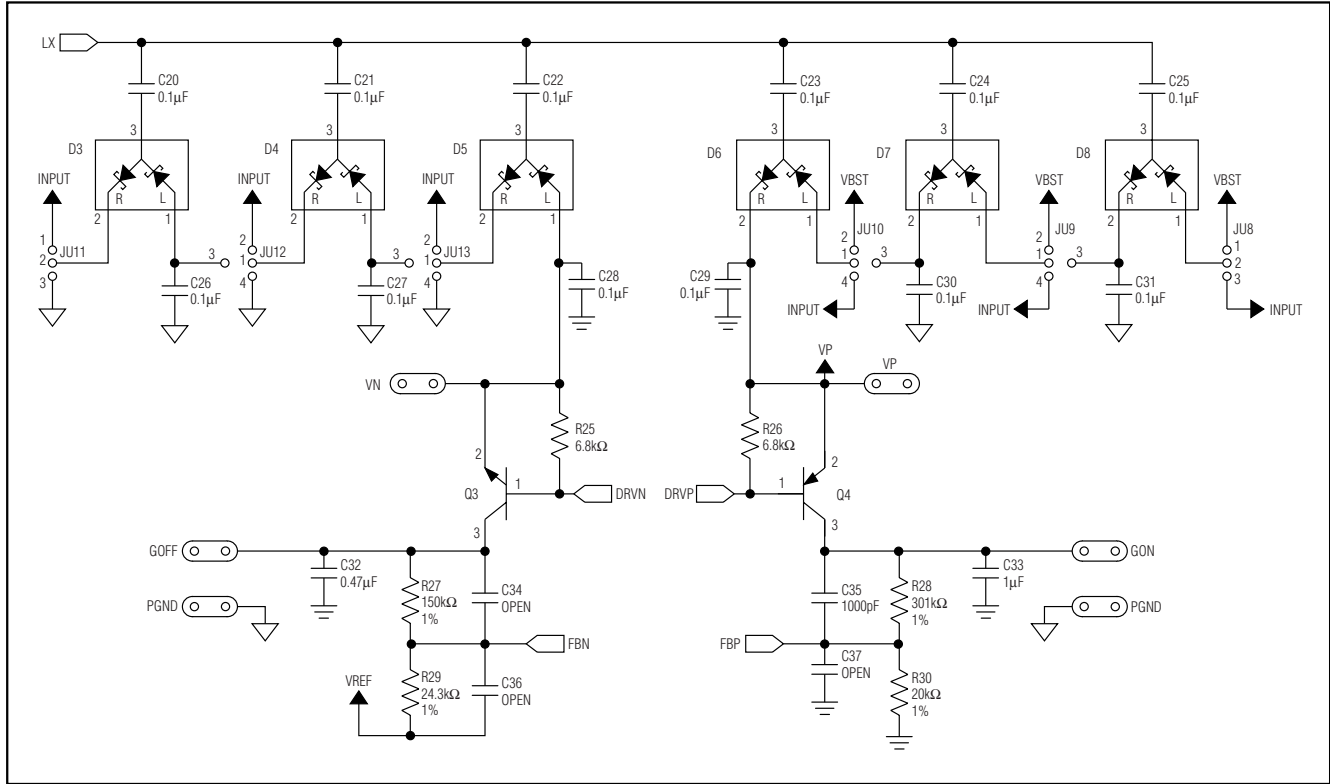 LX
C20
0.1µF
C21
0.1µF
C22
0.1µF
C23
0.1µF
C24
0.1µF
C25
0.1µF
3
3
3
3
3
3
D3
D4
D5
D6
D7
D8
INPUT
R
L
INPUT
R
L
INPUT
R
L
R
L
VBST
R
L
VBST
R
L
VBST
2
1
2
1
2
1
2
1
2
1
2
1
1
2
3
JU11
3
2
1
4
JU12
3
2
1
4
JU13
JU10
2
1
4
3
JU9
2
1
4
3
JU8
1
2
3
C26
0.1µF
C27
0.1µF
C28
0.1µF
C29
0.1µF
C30
0.1µF
C31
0.1µF
INPUT
INPUT
INPUT
VN
VP
VP
R25
6.8kΩ
R26
6.8kΩ
2
Q3
1
3
DRVN
DRVP
1
2
Q4
3
GOFF
C32
0.47µF
R27
150kΩ
1%
C34
OPEN
C35
1000pF
R28
301kΩ
1%
C33
1µF
GON
PGND
PGND
FBN
FBP
VREF
R29
24.3kΩ
1%
C36
OPEN
C37
OPEN
R30
20kΩ
1%